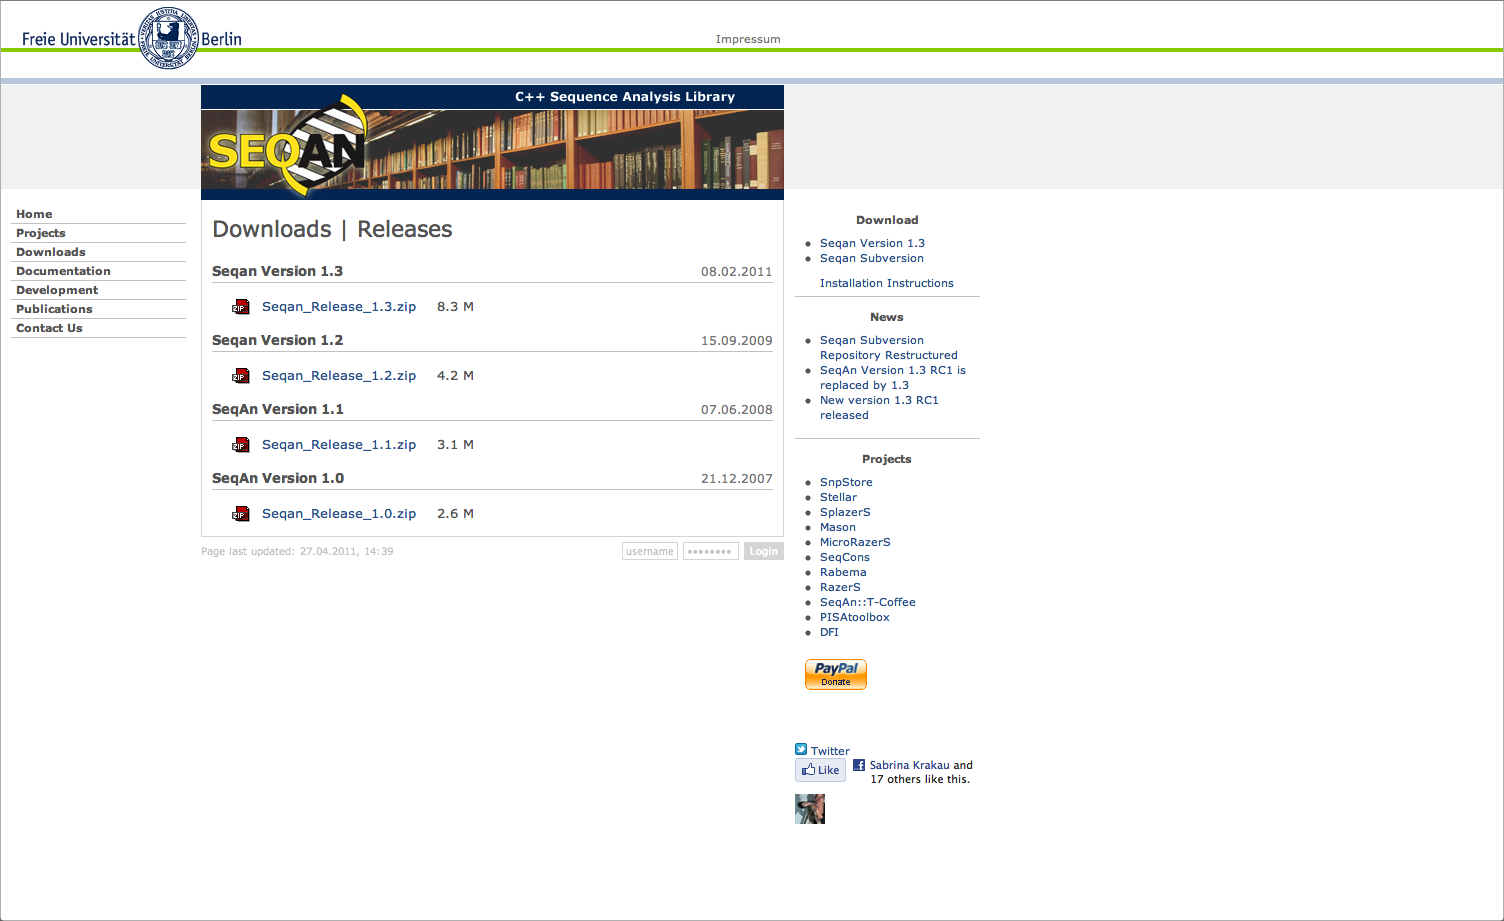 Freie Universität Berlin
Impressum
C++ Sequence Analysis Library
SEQAN
Home
Projects
Downloads
Documentation
Development
Publications
Contact Us
Downloads | Releases
Seqan Version 1.3 08.02.2011
ZIP Seqan_Release_1.3.zip 8.3 M
Seqan Version 1.2 15.09.2009
ZIP Seqan_Release_1.2.zip 4.2 M
SeqAn Version 1.1 07.06.2008
ZIP Seqan_Release_1.1.zip 3.1 M
SeqAn Version 1.0 21.12.2007
ZIP Seqan_Release_1.0.zip 2.6 M
Page last updated: 27.04.2011, 14:39
username •••••••• Login
Download
Seqan Version 1.3
Seqan Subversion
Installation Instructions
News
Seqan Subversion
Repository Restructured
SeqAn Version 1.3 RC1 is
replaced by 1.3
New version 1.3 RC1
released
Projects
SnpStore
Stellar
SplazerS
Mason
MicroRazerS
SeqCons
Rabema
RazerS
SeqAn::T-Coffee
PISAtoolbox
DFI
PayPal
Donate
Twitter
Like
Sabrina Krakau and
17 others like this.